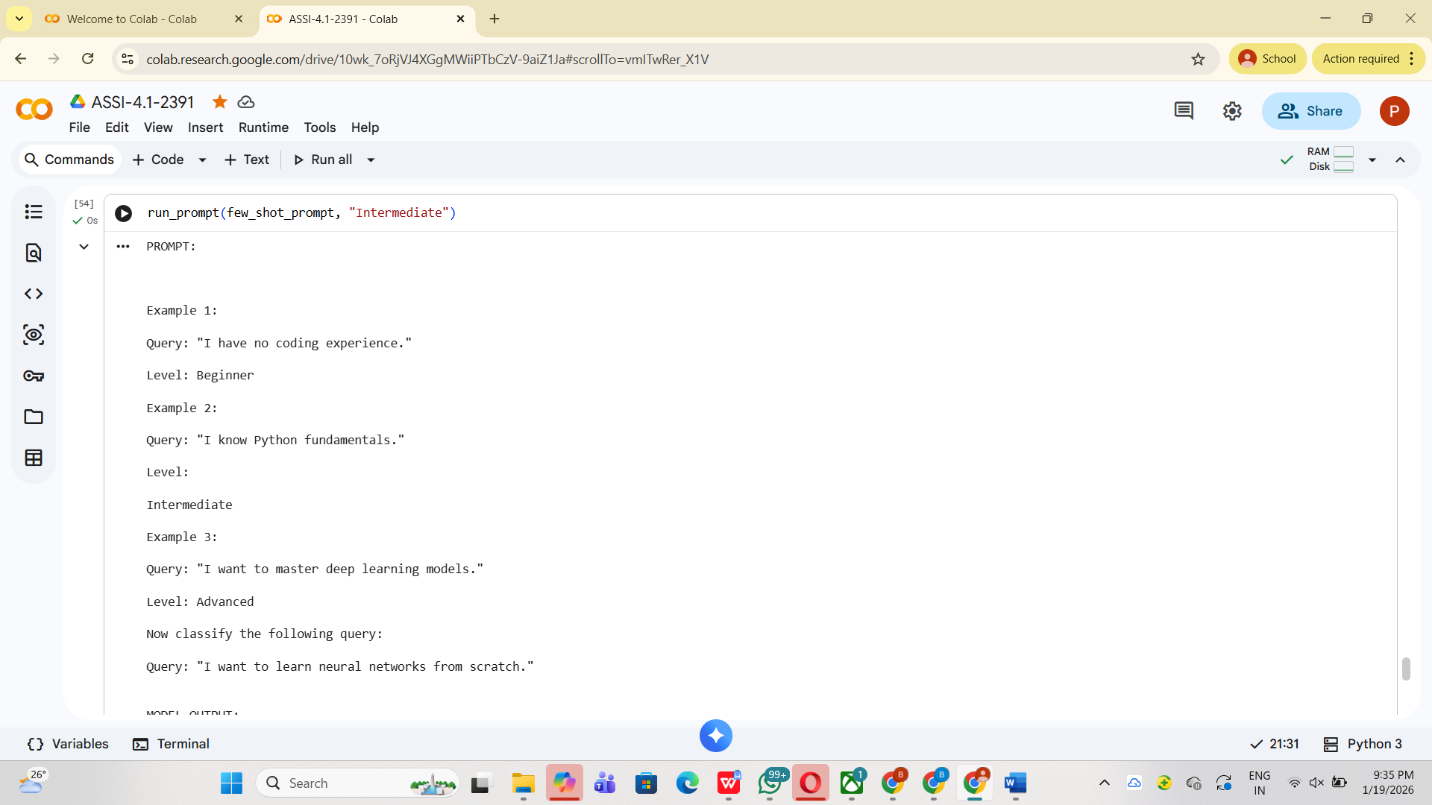 Welcome to Colab - Colab
ASSI-4.1-2391 - Colab
colab.research.google.com/drive/10wk_7oRjVJ4XGgMWiiPTbCzV-9aiZ1Ja#scrollTo=vmITwRer_X1V
School
Action required
ASSI-4.1-2391
File Edit View Insert Runtime Tools Help
Share
P
Commands + Code + Text Run all
RAM
Disk
[54]
0s
run_prompt(few_shot_prompt, "Intermediate")
PROMPT:
Example 1:
Query: "I have no coding experience."
Level: Beginner
Example 2:
Query: "I know Python fundamentals."
Level:
Intermediate
Example 3:
Query: "I want to master deep learning models."
Level: Advanced
Now classify the following query:
Query: "I want to learn neural networks from scratch."
MODEL OUTPUT:
Variables Terminal
21:31 Python 3
26°
Search
99+
1
B
B
ENG
IN
9:35 PM
1/19/2026